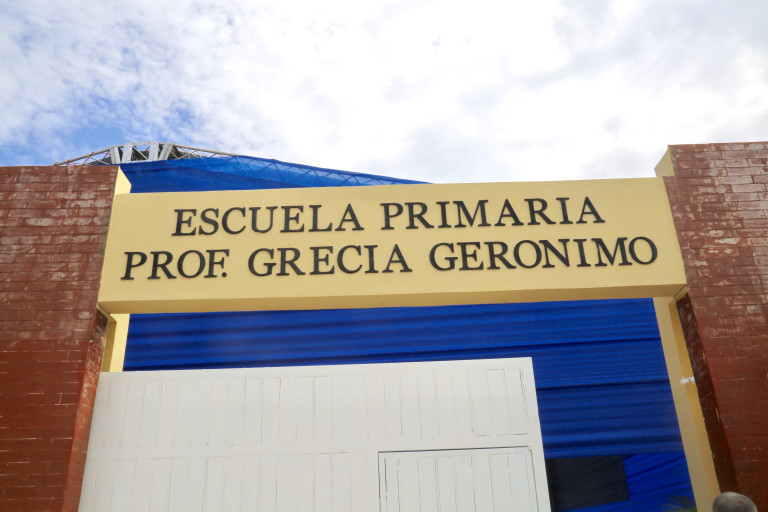 ESCUELA PRIMARIA
PROF. GRECIA GERONIMO